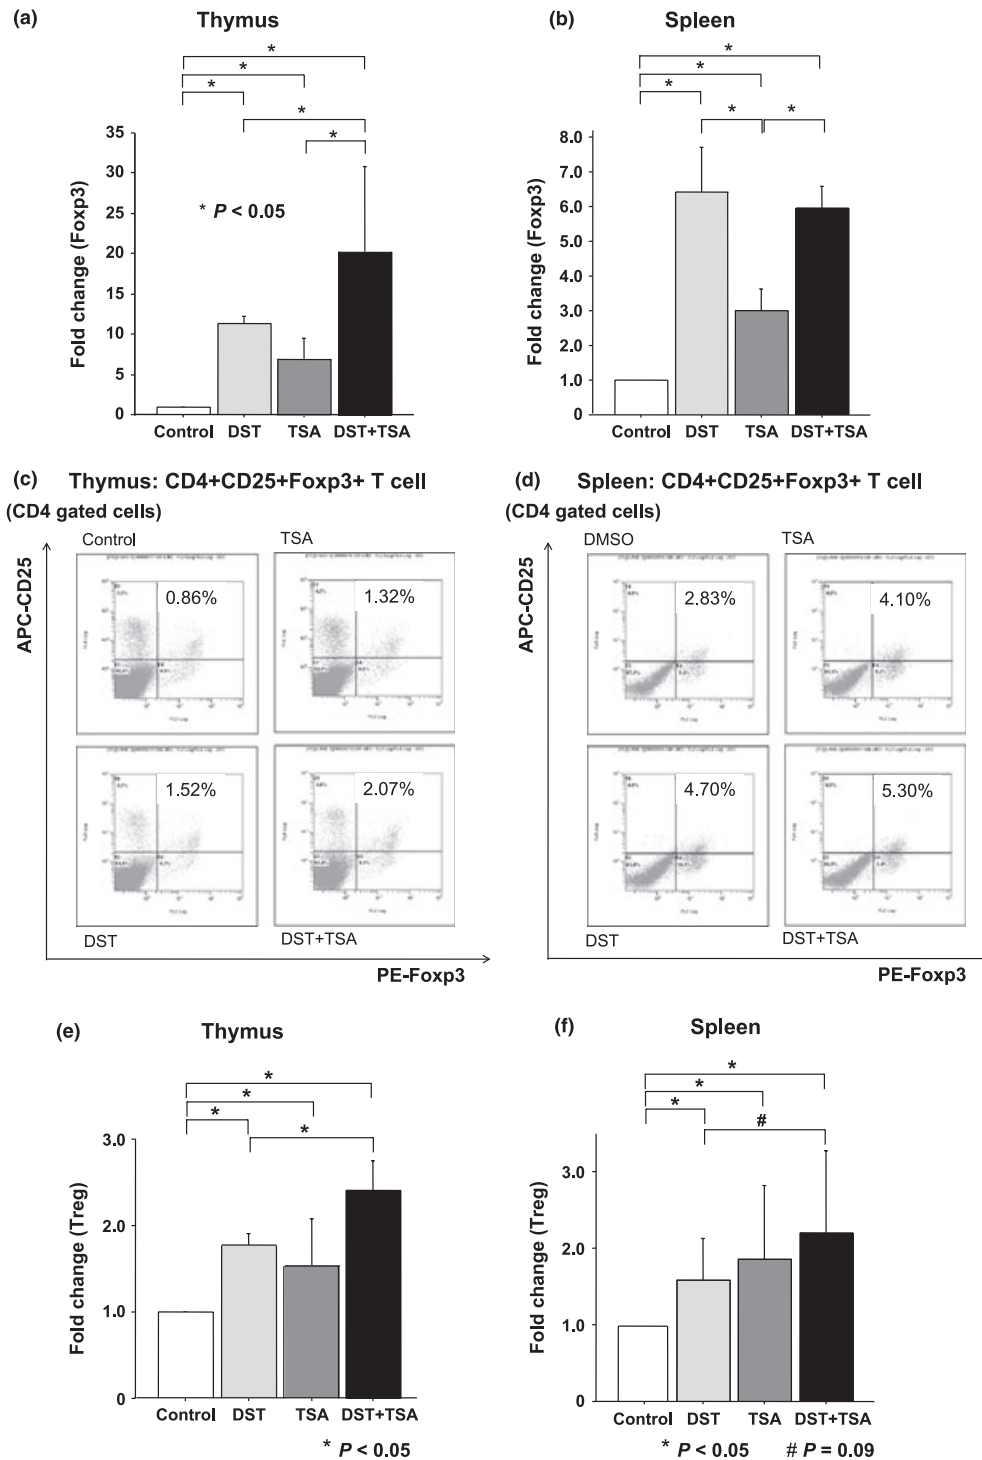 (a) Thymus
* * * * *
Fold change (Foxp3)
35
30
25
20
15
10
5
0
* P < 0.05
Control DST TSA DST+TSA
(b) Spleen
* * * * *
Fold change (Foxp3)
8.0
7.0
6.0
5.0
4.0
3.0
2.0
1.0
0
Control DST TSA DST+TSA
(c) Thymus: CD4+CD25+Foxp3+ T cell
(CD4 gated cells)
Control TSA
APC-CD25
0.86% 1.32%
1.52% 2.07%
DST DST+TSA
PE-Foxp3
(d) Spleen: CD4+CD25+Foxp3+ T cell
(CD4 gated cells)
DMSO TSA
APC-CD25
2.83% 4.10%
4.70% 5.30%
DST DST+TSA
PE-Foxp3
(e) Thymus
* * * *
Fold change (Treg)
3.0
2.0
1.0
0
Control DST TSA DST+TSA
* P < 0.05
(f) Spleen
* * * #
Fold change (Treg)
3.0
2.0
1.0
0
Control DST TSA DST+TSA
* P < 0.05 # P = 0.09